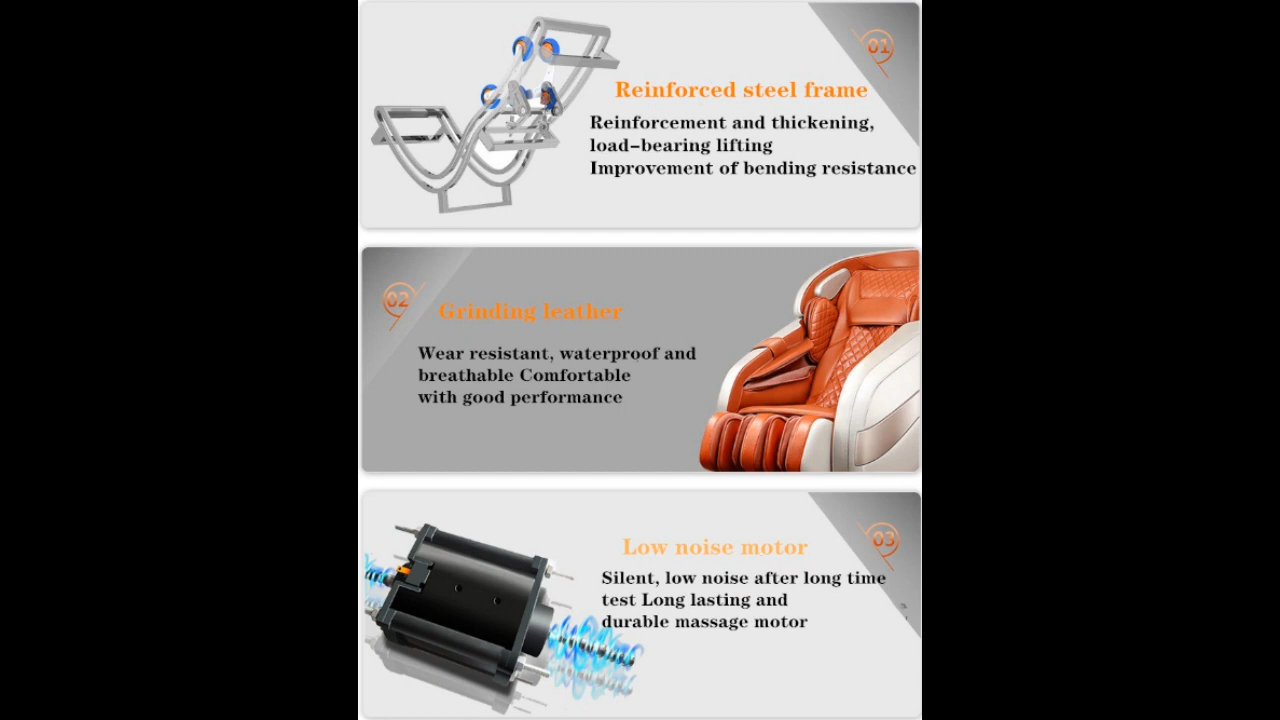 01
Reinforced steel frame
Reinforcement and thickening,
load-bearing lifting
Improvement of bending resistance
02
Grinding leather
Wear resistant, waterproof and
breathable Comfortable
with good performance
03
Low noise motor
Silent, low noise after long time
test Long lasting and
durable massage motor